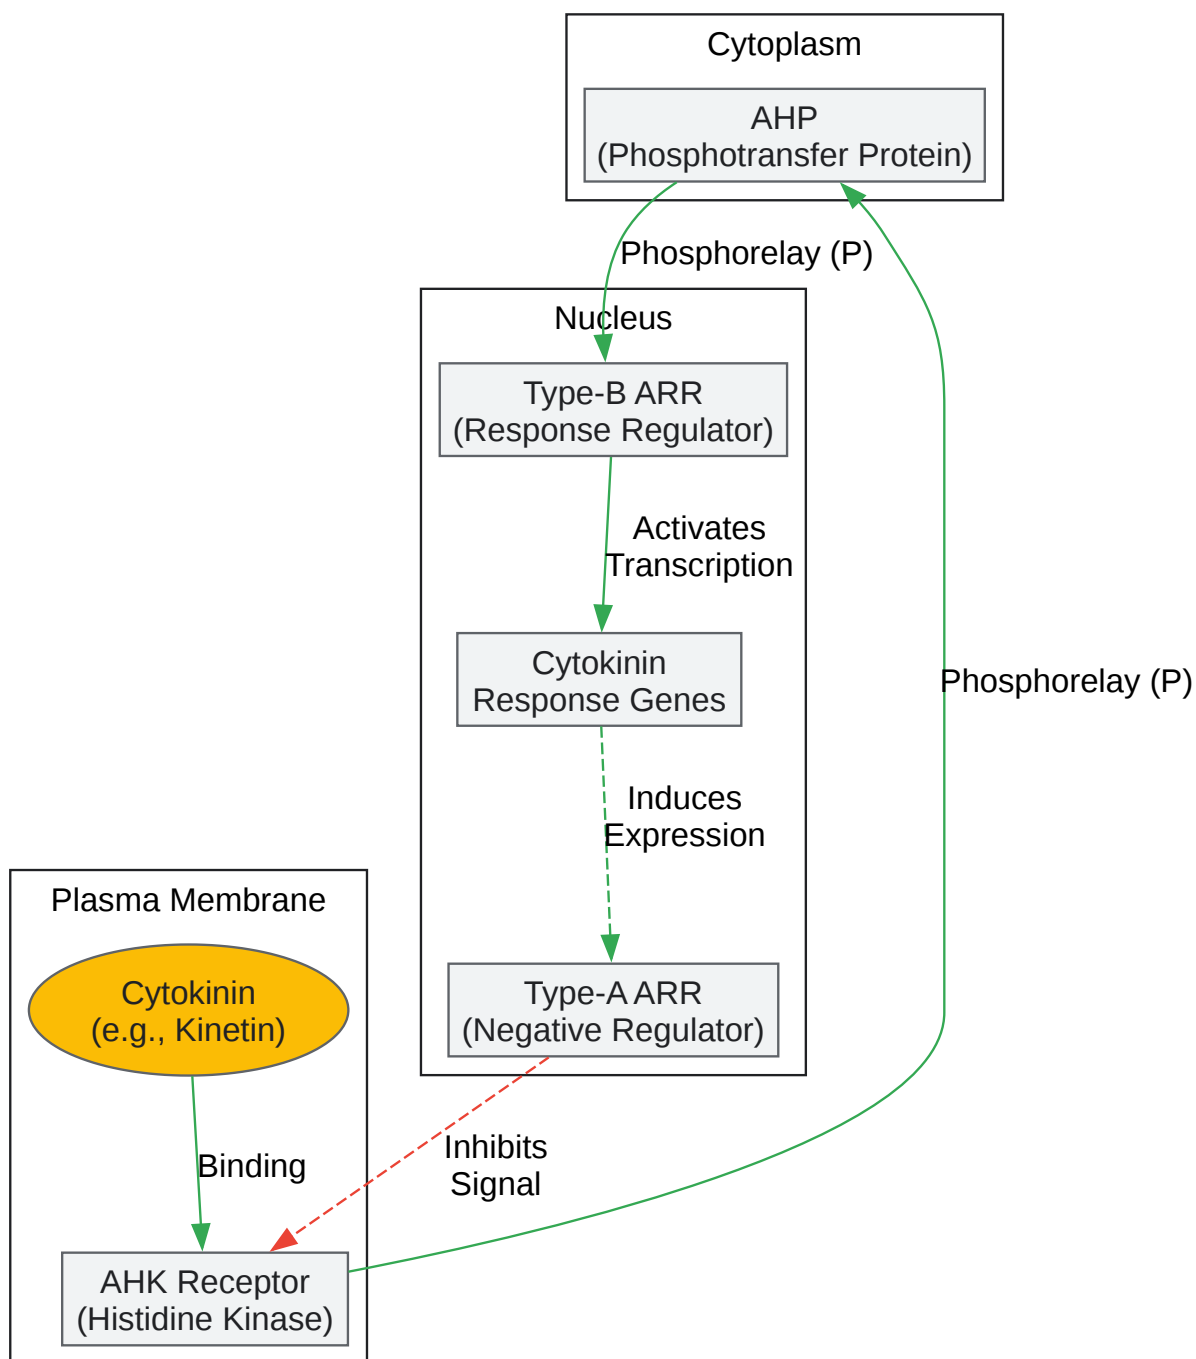 Cytoplasm
AHP
(Phosphotransfer Protein)
Phosphorelay (P)
Nucleus
Type-B ARR
(Response Regulator)
Activates
Transcription
Cytokinin
Response Genes
Phosphorelay (P)
Induces
Expression
Plasma Membrane
Cytokinin
(e.g., Kinetin)
Type-A ARR
(Negative Regulator)
Inhibits
Signal
Binding
AHK Receptor
(Histidine Kinase)